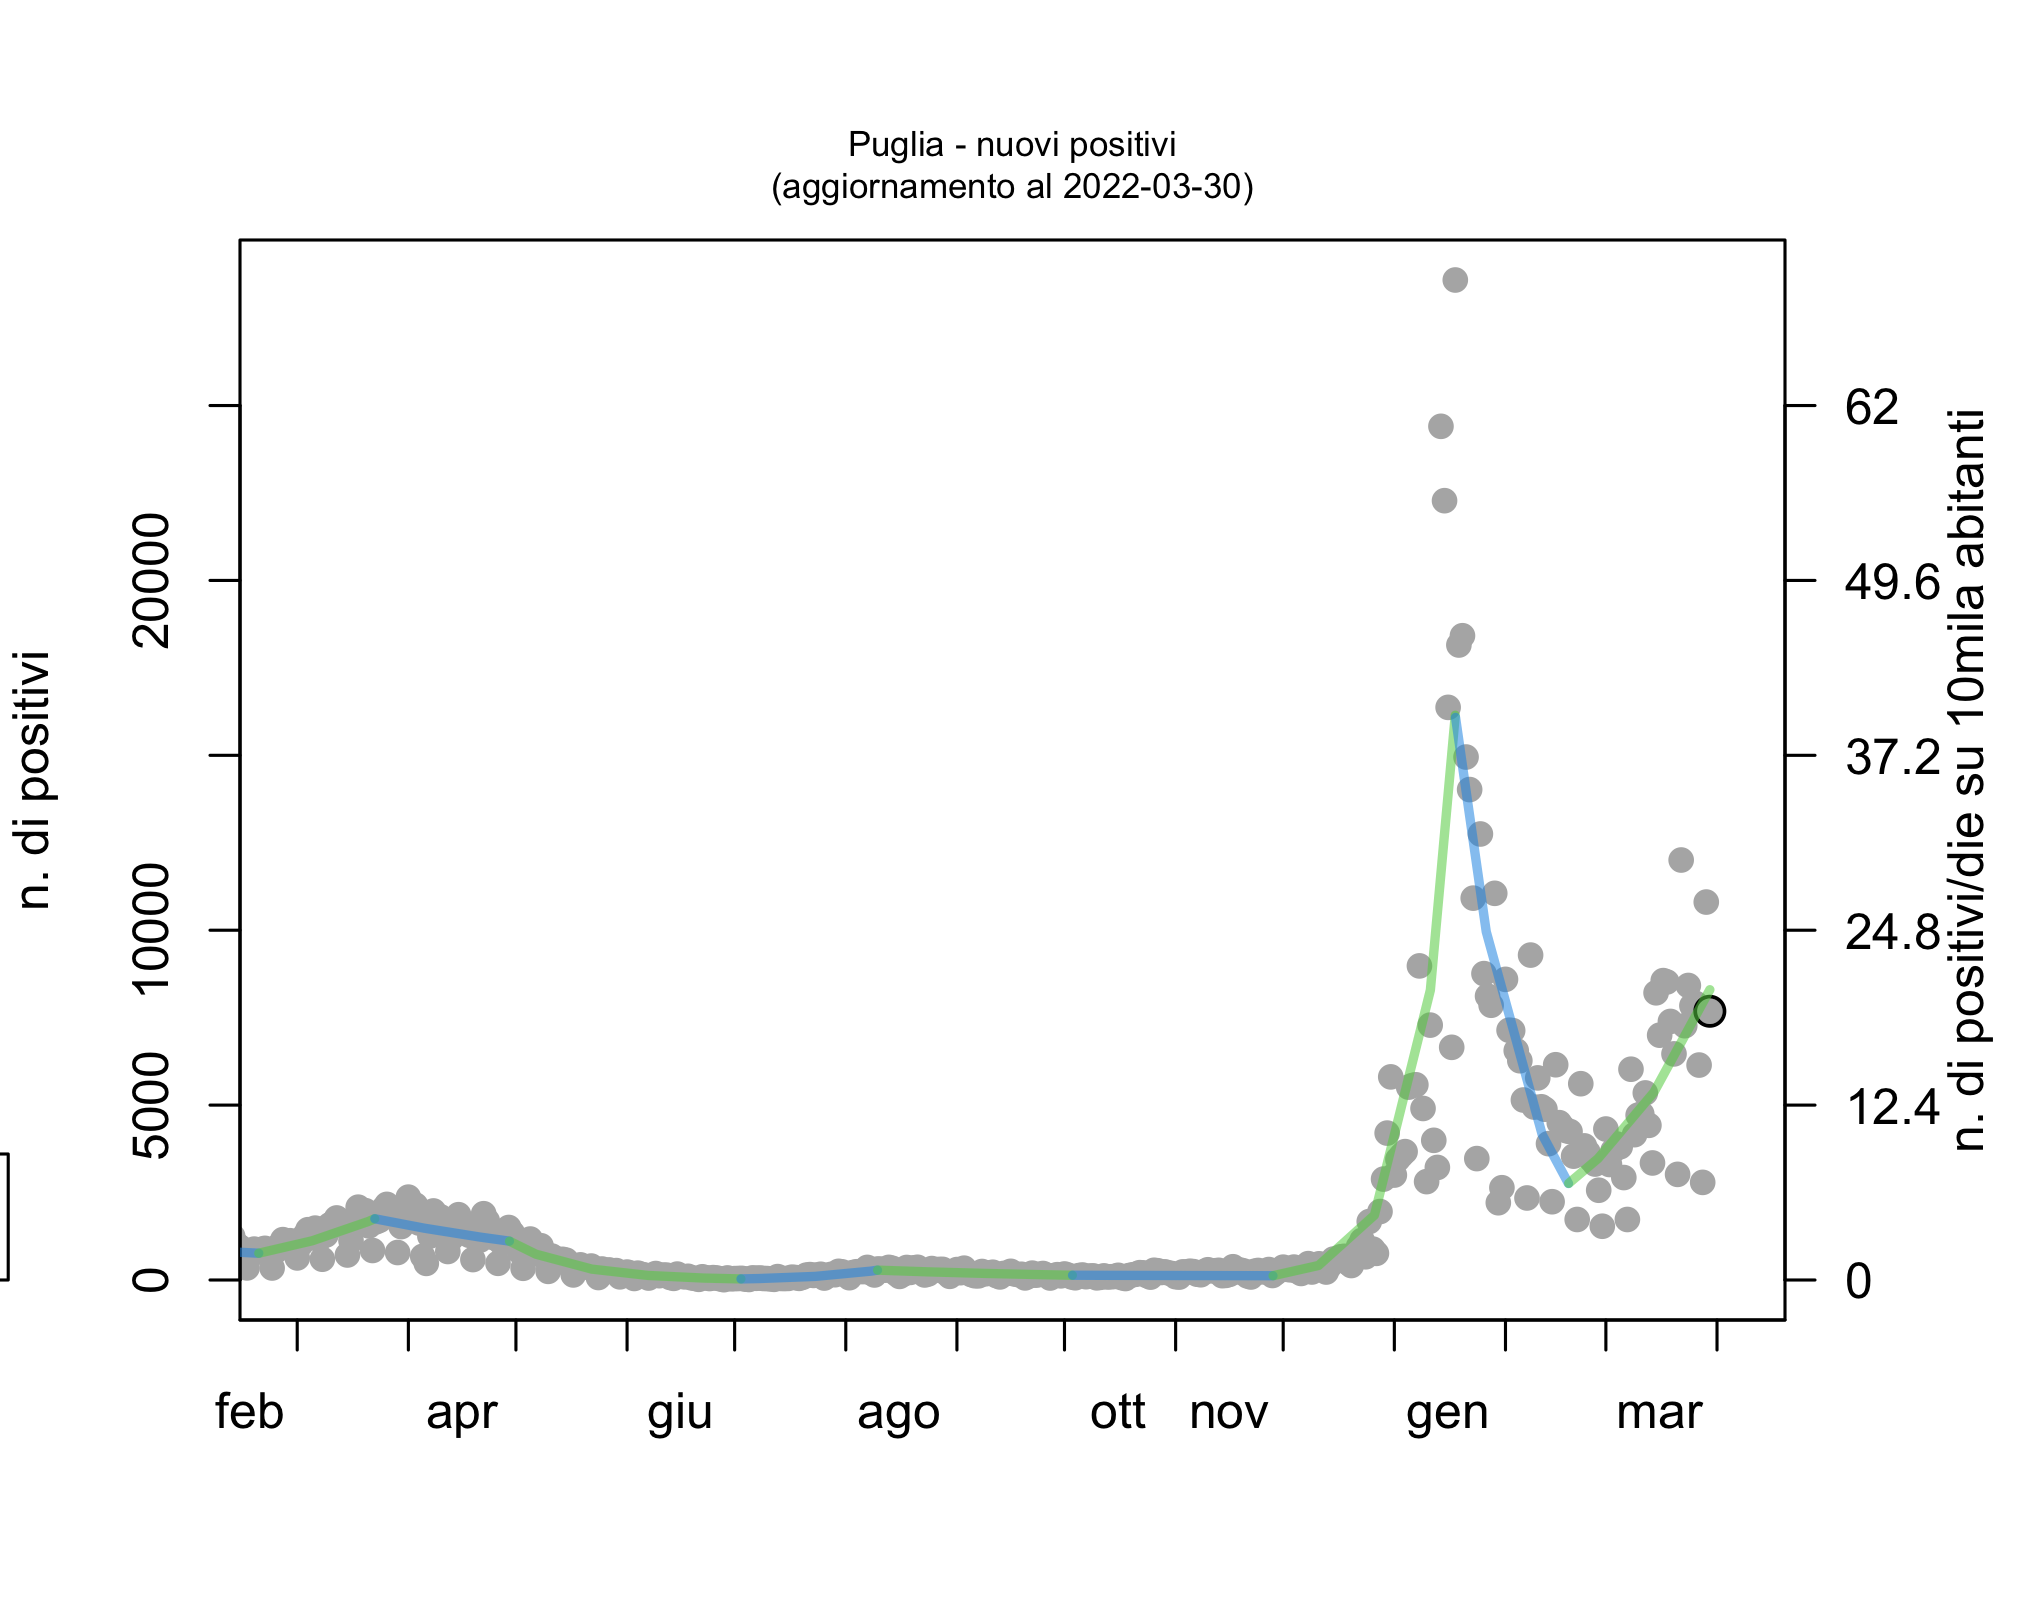 Puglia - nuovi positivi
(aggiornamento al 2022-03-30)
n. di positivi
20000
10000
5000
0
62
49.6
37.2
24.8
12.4
0
n. di positivi/die su 10mila abitanti
feb apr giu ago ott nov gen mar